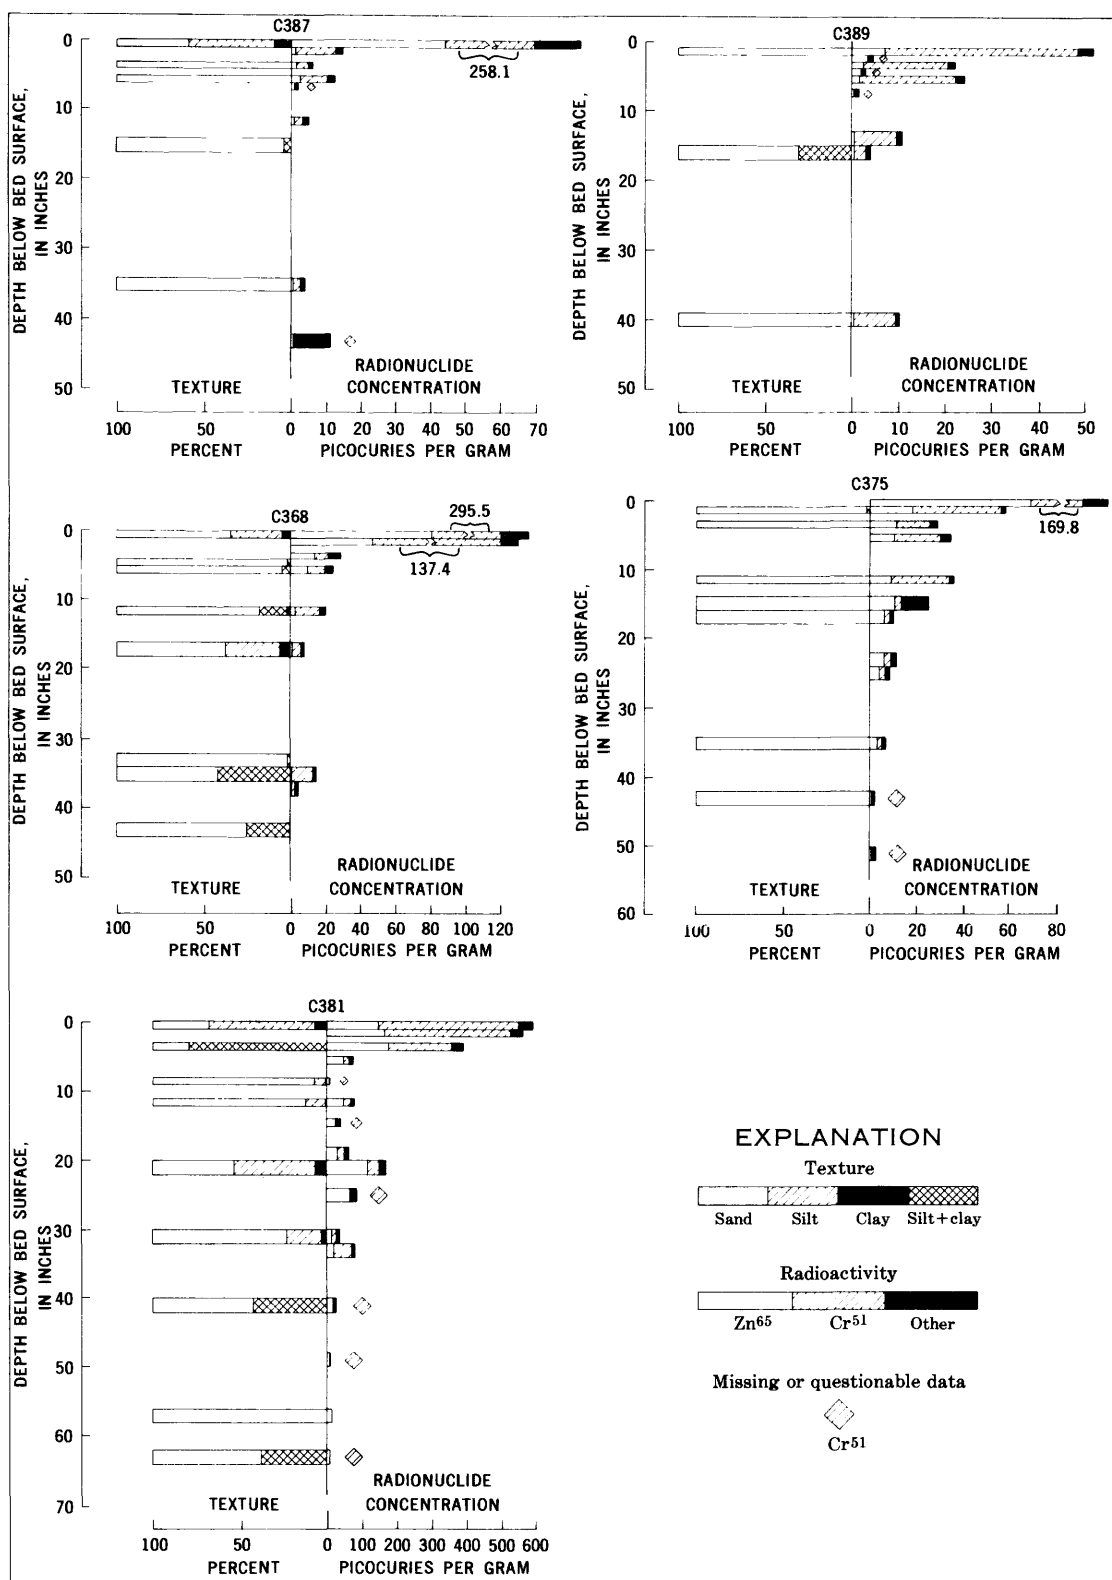 C387
0
10
20
30
40
50
DEPTH BELOW BED SURFACE,
IN INCHES
258.1
TEXTURE
RADIONUCLIDE
CONCENTRATION
100 50 0 10 20 30 40 50 60 70
PERCENT
PICOCURIES PER GRAM
C389
0
10
20
30
40
50
DEPTH BELOW BED SURFACE,
IN INCHES
TEXTURE
RADIONUCLIDE
CONCENTRATION
100 50 0 10 20 30 40 50
PERCENT
PICOCURIES PER GRAM
C368
0
10
20
30
40
50
DEPTH BELOW BED SURFACE,
IN INCHES
295.5
137.4
TEXTURE
RADIONUCLIDE
CONCENTRATION
100 50 0 20 40 60 80 100 120
PERCENT
PICOCURIES PER GRAM
C375
0
10
20
30
40
50
60
DEPTH BELOW BED SURFACE,
IN INCHES
169.8
TEXTURE
RADIONUCLIDE
CONCENTRATION
100 50 0 20 40 60 80
PERCENT
PICOCURIES PER GRAM
C381
0
10
20
30
40
50
60
70
DEPTH BELOW BED SURFACE,
IN INCHES
TEXTURE
RADIONUCLIDE
CONCENTRATION
100 50 0 100 200 300 400 500 600
PERCENT
PICOCURIES PER GRAM
EXPLANATION
Texture
Sand Silt Clay Silt+clay
Radioactivity
Zn65 Cr51 Other
Missing or questionable data
Cr51